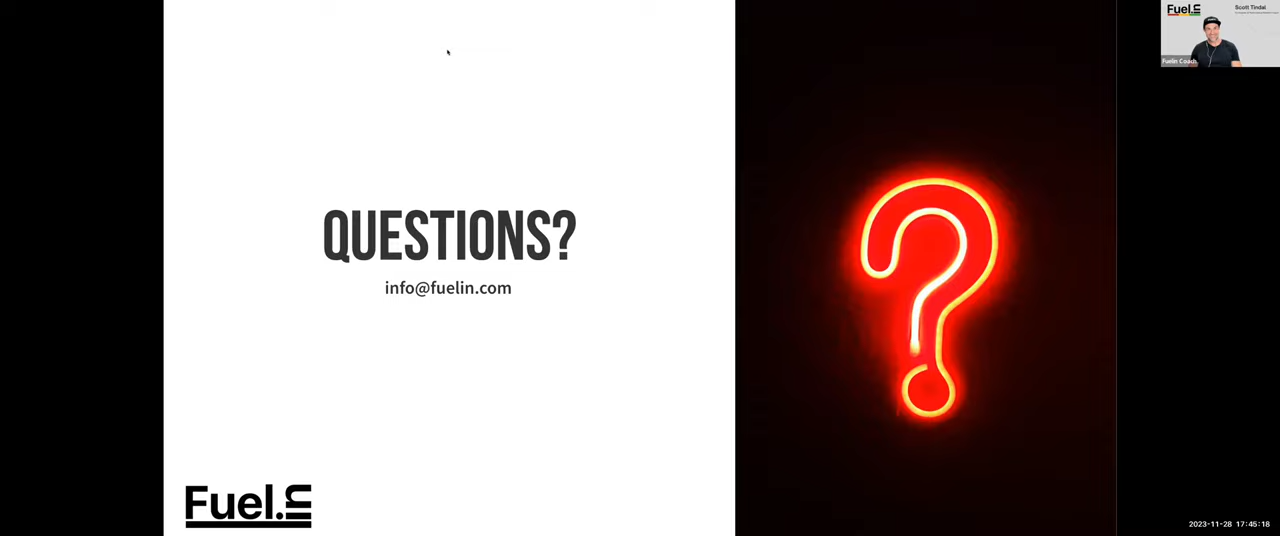 Fuel.in
Scott Tindal
Fuelin Coach
QUESTIONS?
info@fuelin.com
Fuel.in
2023-11-28 17:45:18